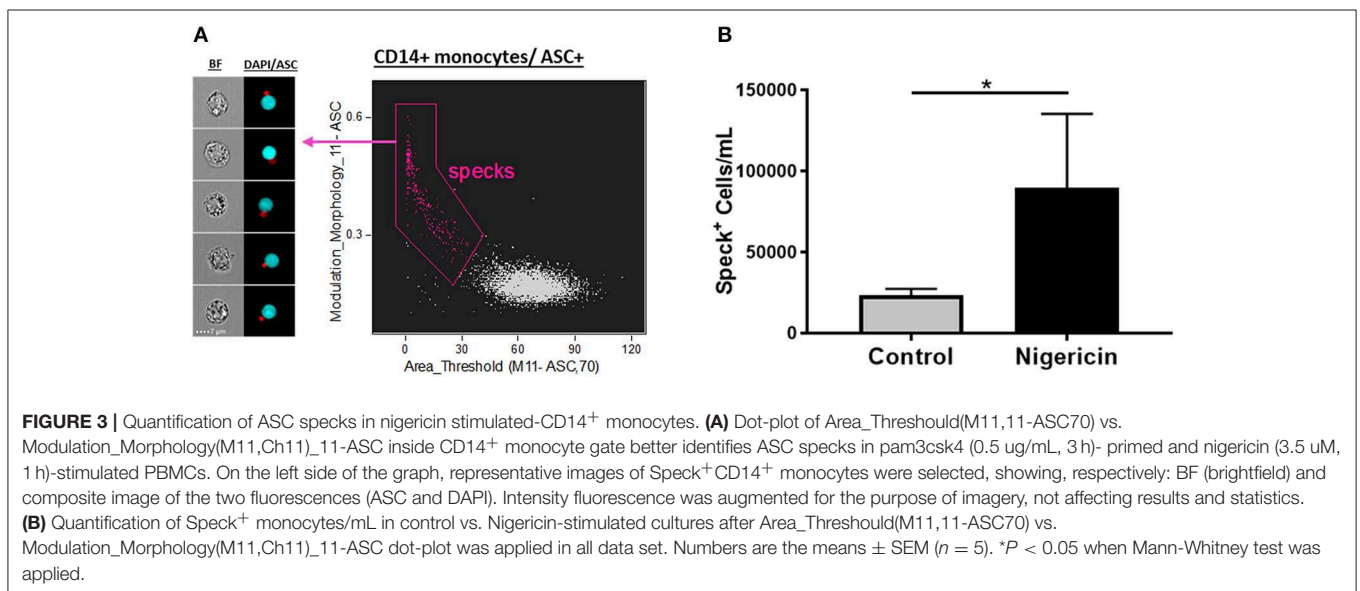 A
BF
DAPI/ASC
7 µm
CD14+ monocytes/ ASC+
Modulation_Morphology_11- ASC
0.6
0.3
specks
0 30 60 90 120
Area_Threshold (M11- ASC,70)
B
Speck⁺ Cells/mL
150000
100000
50000
0
*
Control Nigericin
FIGURE 3 | Quantification of ASC specks in nigericin stimulated-CD14⁺ monocytes. (A) Dot-plot of Area_Threshould(M11,11-ASC70) vs.
Modulation_Morphology(M11,Ch11)_11-ASC inside CD14⁺ monocyte gate better identifies ASC specks in pam3csk4 (0.5 ug/mL, 3 h)- primed and nigericin (3.5 uM,
1 h)-stimulated PBMCs. On the left side of the graph, representative images of Speck⁺CD14⁺ monocytes were selected, showing, respectively: BF (brightfield) and
composite image of the two fluorescences (ASC and DAPI). Intensity fluorescence was augmented for the purpose of imagery, not affecting results and statistics.
(B) Quantification of Speck⁺ monocytes/mL in control vs. Nigericin-stimulated cultures after Area_Threshould(M11,11-ASC70) vs.
Modulation_Morphology(M11,Ch11)_11-ASC dot-plot was applied in all data set. Numbers are the means ± SEM (n = 5). *P < 0.05 when Mann-Whitney test was
applied.